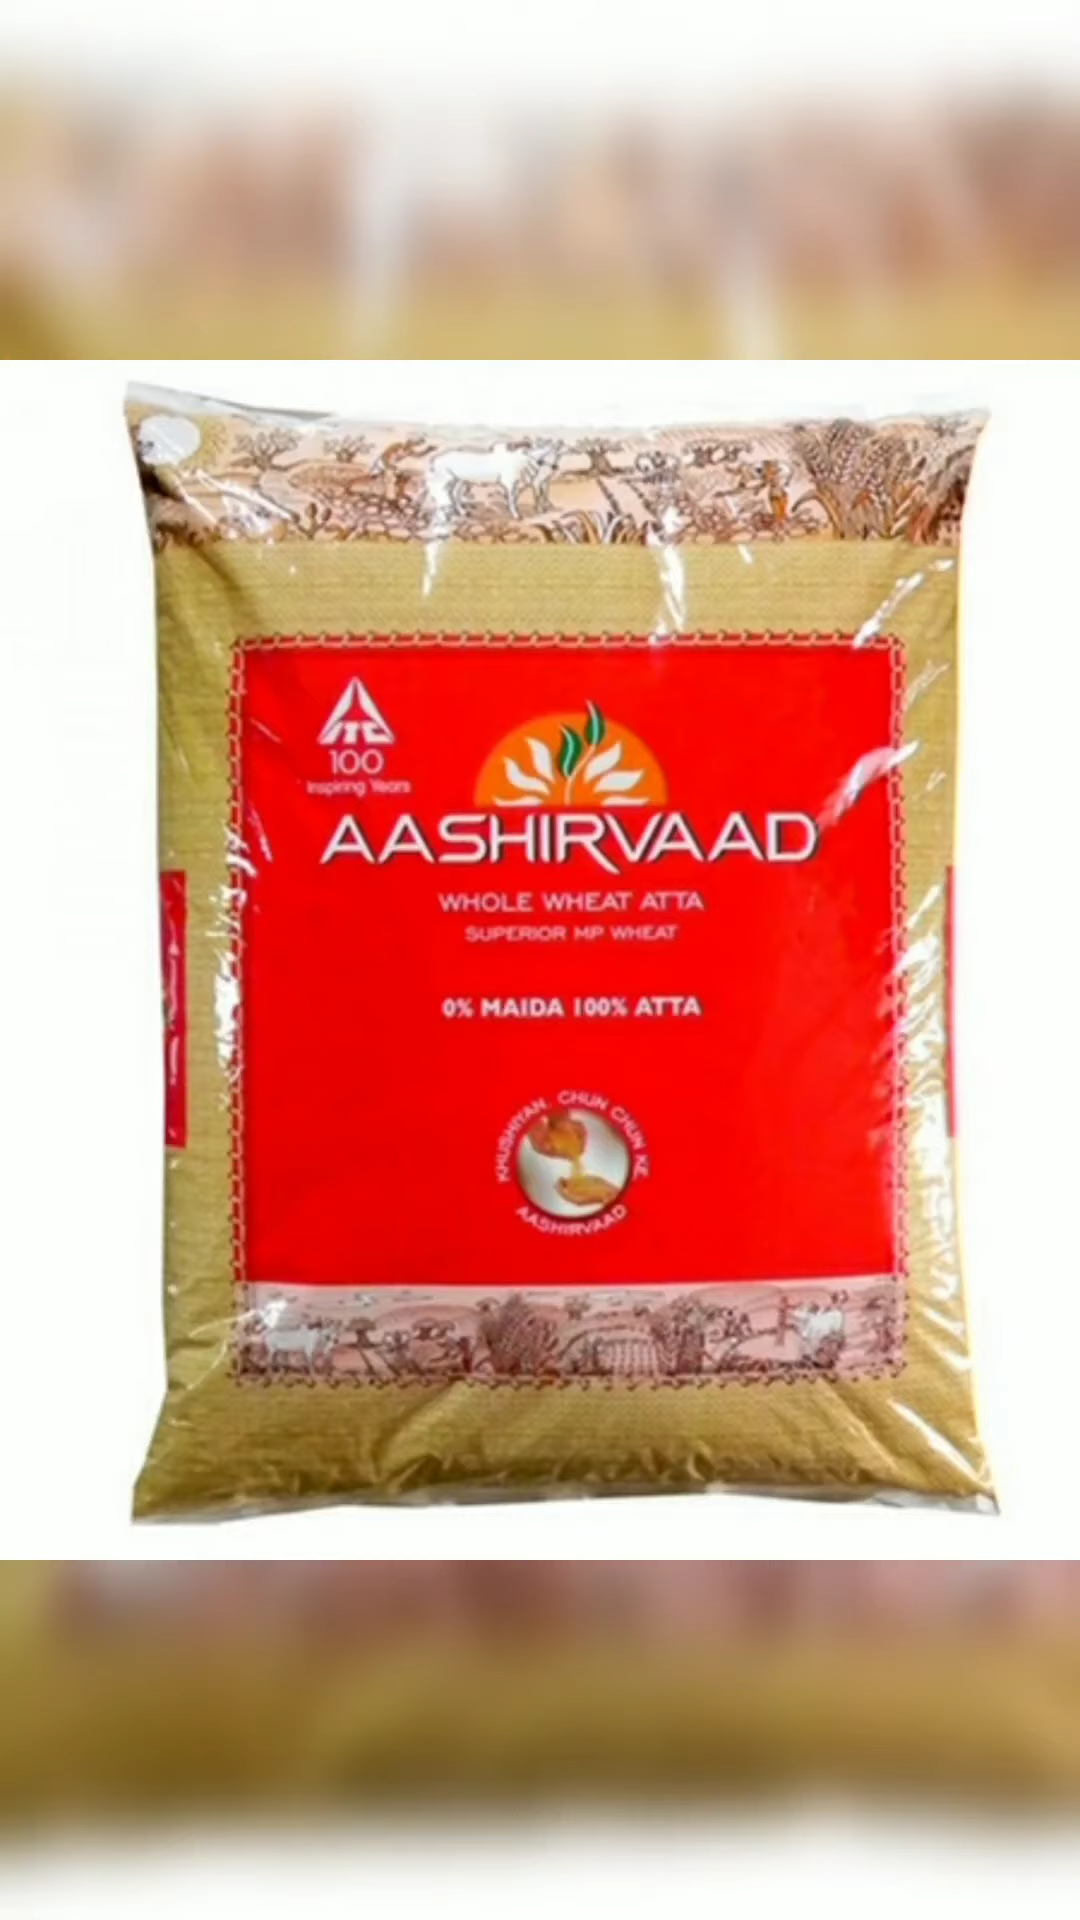 ITC
100
Inspiring Years
AASHIRVAAD
WHOLE WHEAT ATTA
SUPERIOR MP WHEAT
0% MAIDA 100% ATTA
KHUSHIYAN, CHUN CHUN KE
AASHIRVAAD